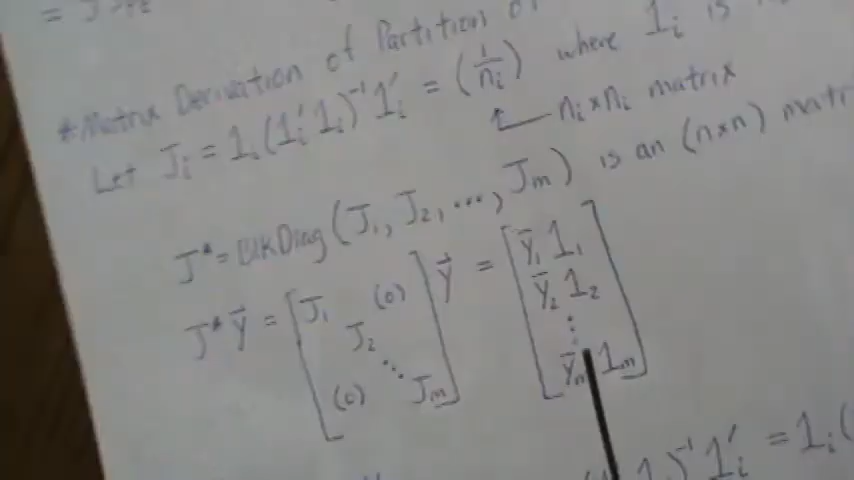 *Matrix Derivation of Partition of
Let J_i = 1_i(1_i' 1_i)^-1 1_i' = (1/n_i) where 1_i is
n_i × n_i matrix
J* = BlkDiag(J_1, J_2, ..., J_m) is an (n×n) matri
J* Y⃗ = [ J_1 (0) J_2 ⋱ (0) J_m ] Y⃗ = [ Ȳ_1 1_1 Ȳ_2 1_2 ⋮ Ȳ_m 1_m ]
)^-1 1_i' = 1_i(